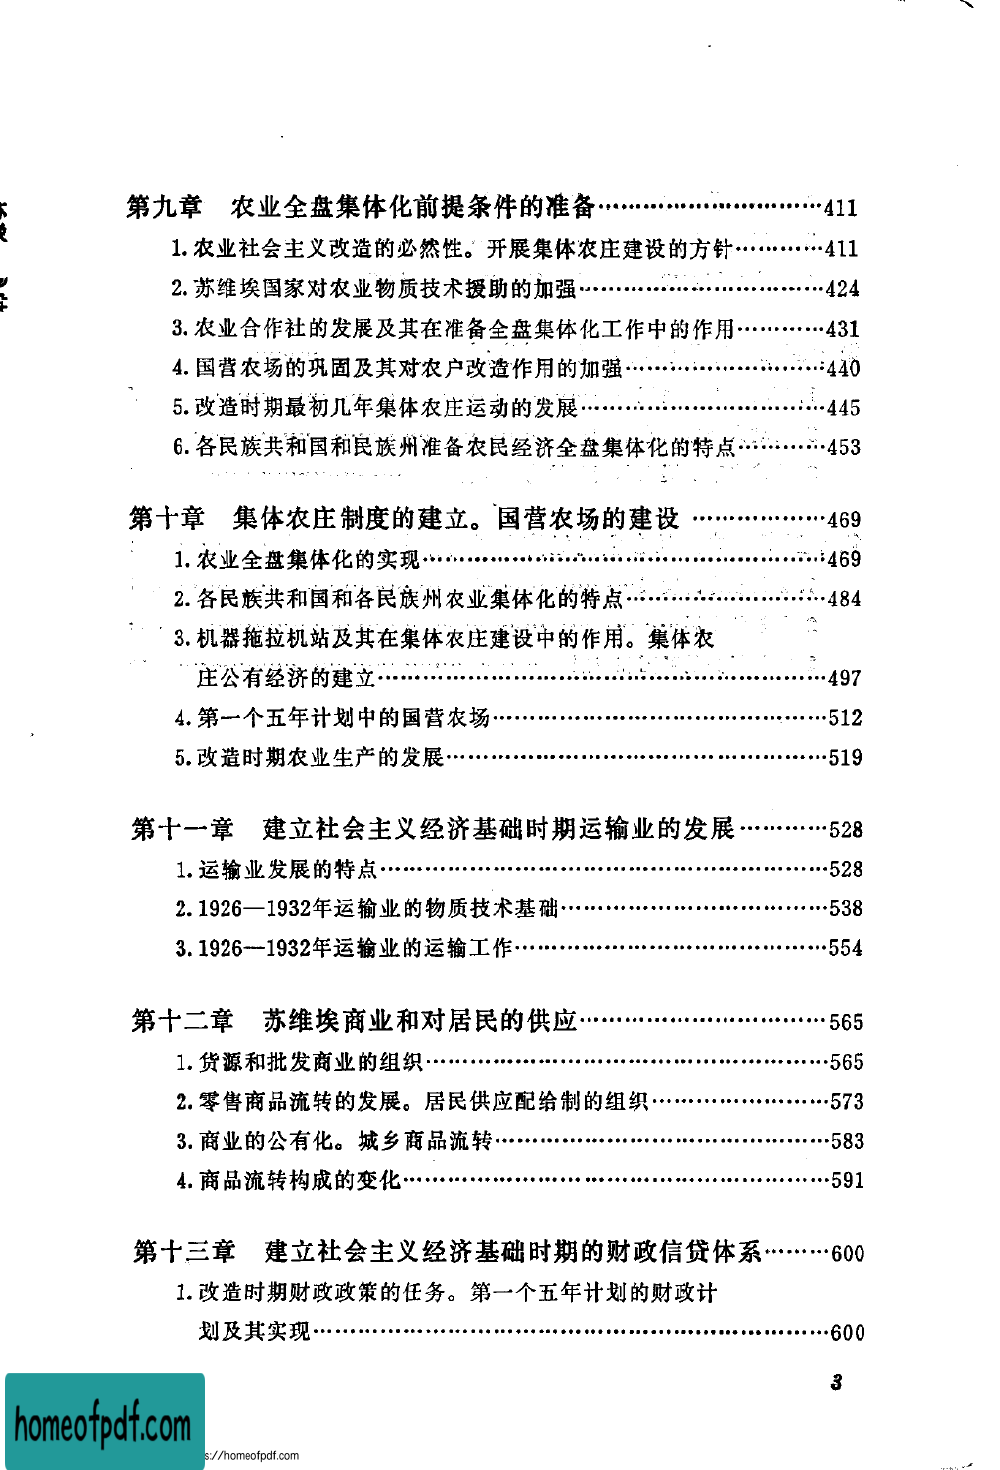 第九章 农业全盘集体化前提条件的准备…………………………411
1.农业社会主义改造的必然性。开展集体农庄建设的方针…………411
2.苏维埃国家对农业物质技术援助的加强……………………………424
3.农业合作社的发展及其在准备全盘集体化工作中的作用…………431
4.国营农场的巩固及其对农户改造作用的加强………………………440
5.改造时期最初几年集体农庄运动的发展……………………………445
6.各民族共和国和民族州准备农民经济全盘集体化的特点…………453
第十章 集体农庄制度的建立。国营农场的建设………………469
1.农业全盘集体化的实现………………………………………………469
2.各民族共和国和各民族州农业集体化的特点………………………484
3.机器拖拉机站及其在集体农庄建设中的作用。集体农
庄公有经济的建立……………………………………………………497
4.第一个五年计划中的国营农场………………………………………512
5.改造时期农业生产的发展……………………………………………519
第十一章 建立社会主义经济基础时期运输业的发展…………528
1.运输业发展的特点……………………………………………………528
2.1926—1932年运输业的物质技术基础………………………………538
3.1926—1932年运输业的运输工作……………………………………554
第十二章 苏维埃商业和对居民的供应……………………………565
1.货源和批发商业的组织………………………………………………565
2.零售商品流转的发展。居民供应配给制的组织……………………573
3.商业的公有化。城乡商品流转………………………………………583
4.商品流转构成的变化…………………………………………………591
第十三章 建立社会主义经济基础时期的财政信贷体系………600
1.改造时期财政政策的任务。第一个五年计划的财政计
划及其实现……………………………………………………………600
3
homeofpdf.com
s://homeofpdf.com